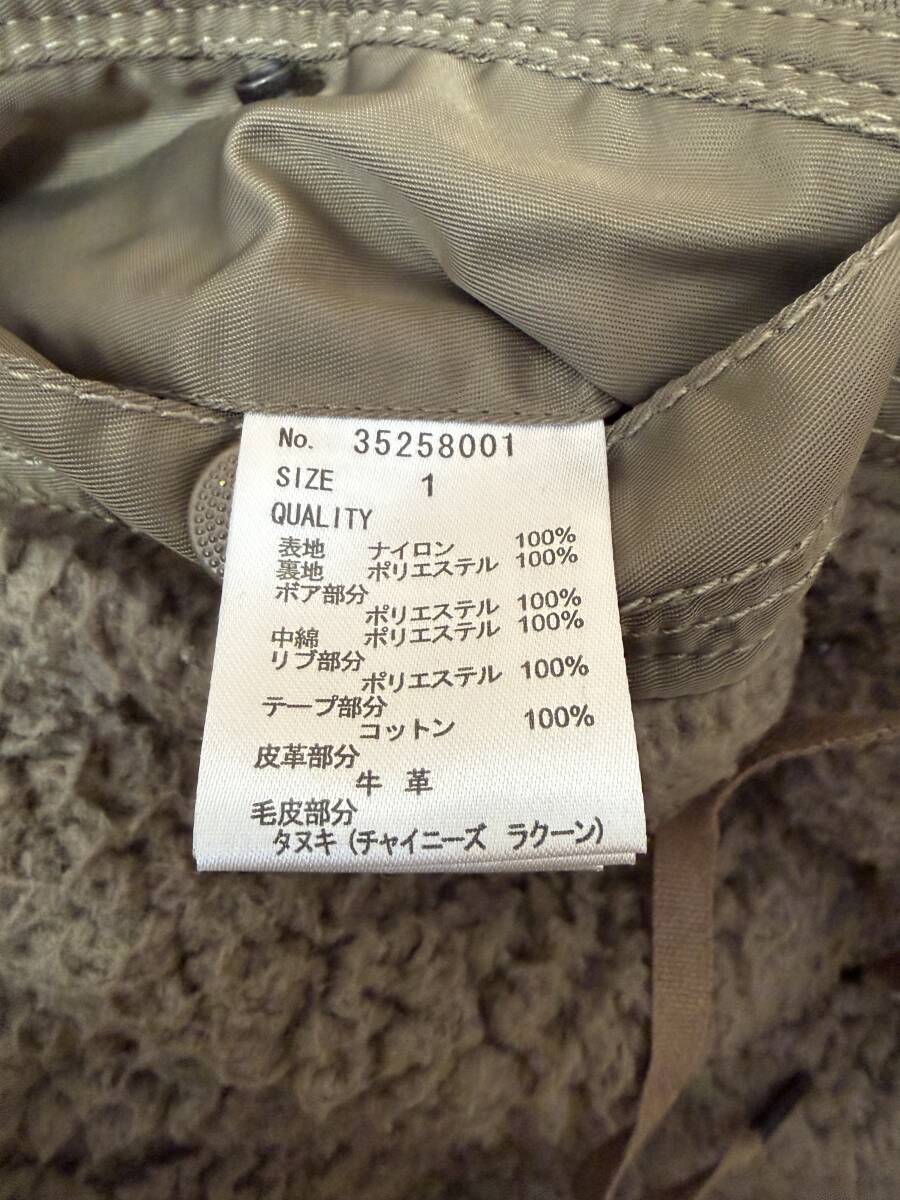 No. 35258001
SIZE 1
QUALITY
表地 ナイロン 100%
裏地 ポリエステル 100%
ボア部分
ポリエステル 100%
中綿 ポリエステル 100%
リブ部分
ポリエステル 100%
テープ部分
コットン 100%
皮革部分
牛 革
毛皮部分
タヌキ (チャイニーズ ラクーン)